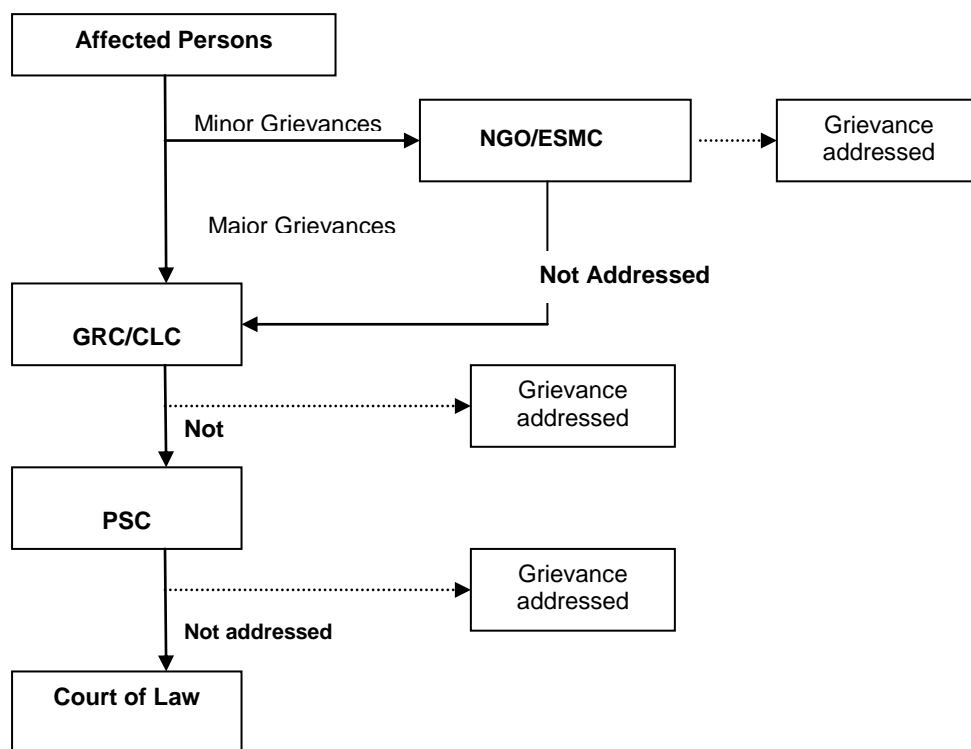 Affected Persons
Minor Grievances
NGO/ESMC
Grievance
addressed
Maior Grievances
Not Addressed
GRC/CLC
Grievance
addressed
Not
PSC
Grievance
addressed
Not addressed
Court of Law